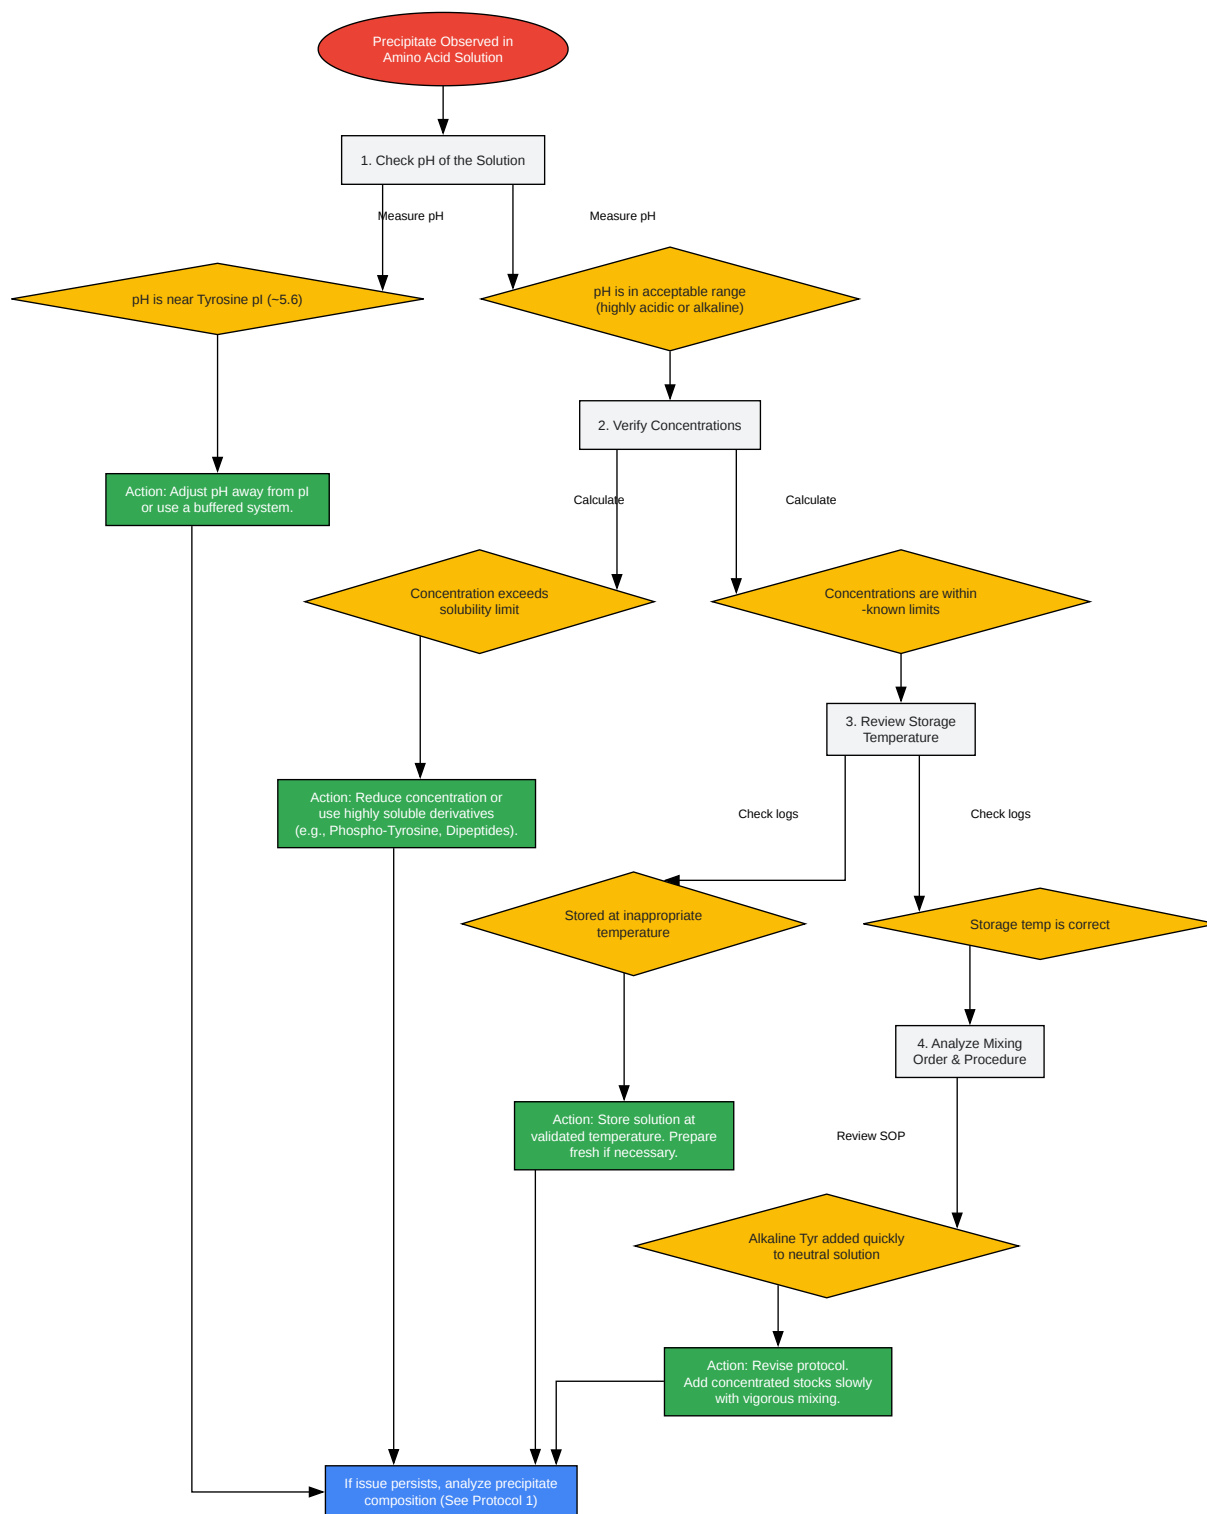 Precipitate Observed in
Amino Acid Solution
1. Check pH of the Solution
Measure pH
Measure pH
pH is near Tyrosine pI (~5.6)
pH is in acceptable range
(highly acidic or alkaline)
2. Verify Concentrations
Action: Adjust pH away from pI
or use a buffered system.
Calculate
Calculate
Concentration exceeds
solubility limit
Concentrations are within
-known limits
3. Review Storage
Temperature
Action: Reduce concentration or
use highly soluble derivatives
(e.g., Phospho-Tyrosine, Dipeptides).
Check logs
Check logs
Stored at inappropriate
temperature
Storage temp is correct
4. Analyze Mixing
Order & Procedure
Action: Store solution at
validated temperature. Prepare
fresh if necessary.
Review SOP
Alkaline Tyr added quickly
to neutral solution
Action: Revise protocol.
Add concentrated stocks slowly
with vigorous mixing.
If issue persists, analyze precipitate
composition (See Protocol 1)